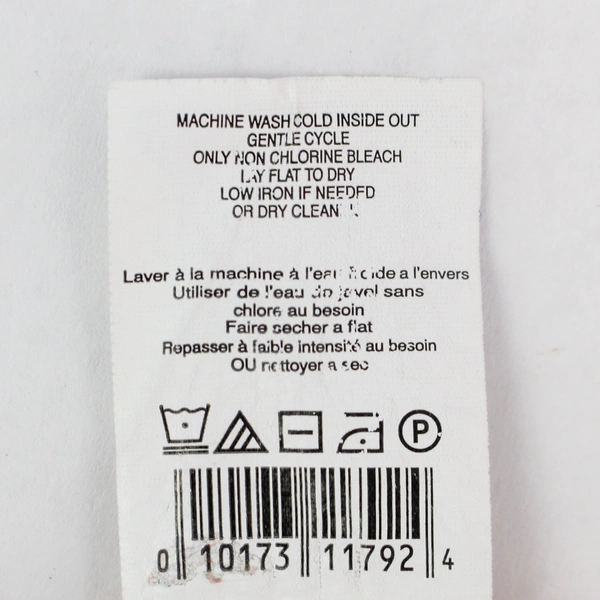 MACHINE WASH COLD INSIDE OUT
GENTLE CYCLE
ONLY NON CHLORINE BLEACH
LAY FLAT TO DRY
LOW IRON IF NEEDED
OR DRY CLEAN
Laver à la machine à l'eau froide a l'envers
Utiliser de l'eau de javel sans
chlore au besoin
Faire secher a flat
Repasser à faible intensité au besoin
OU nettoyer a sec
P
0 10173 11792 4